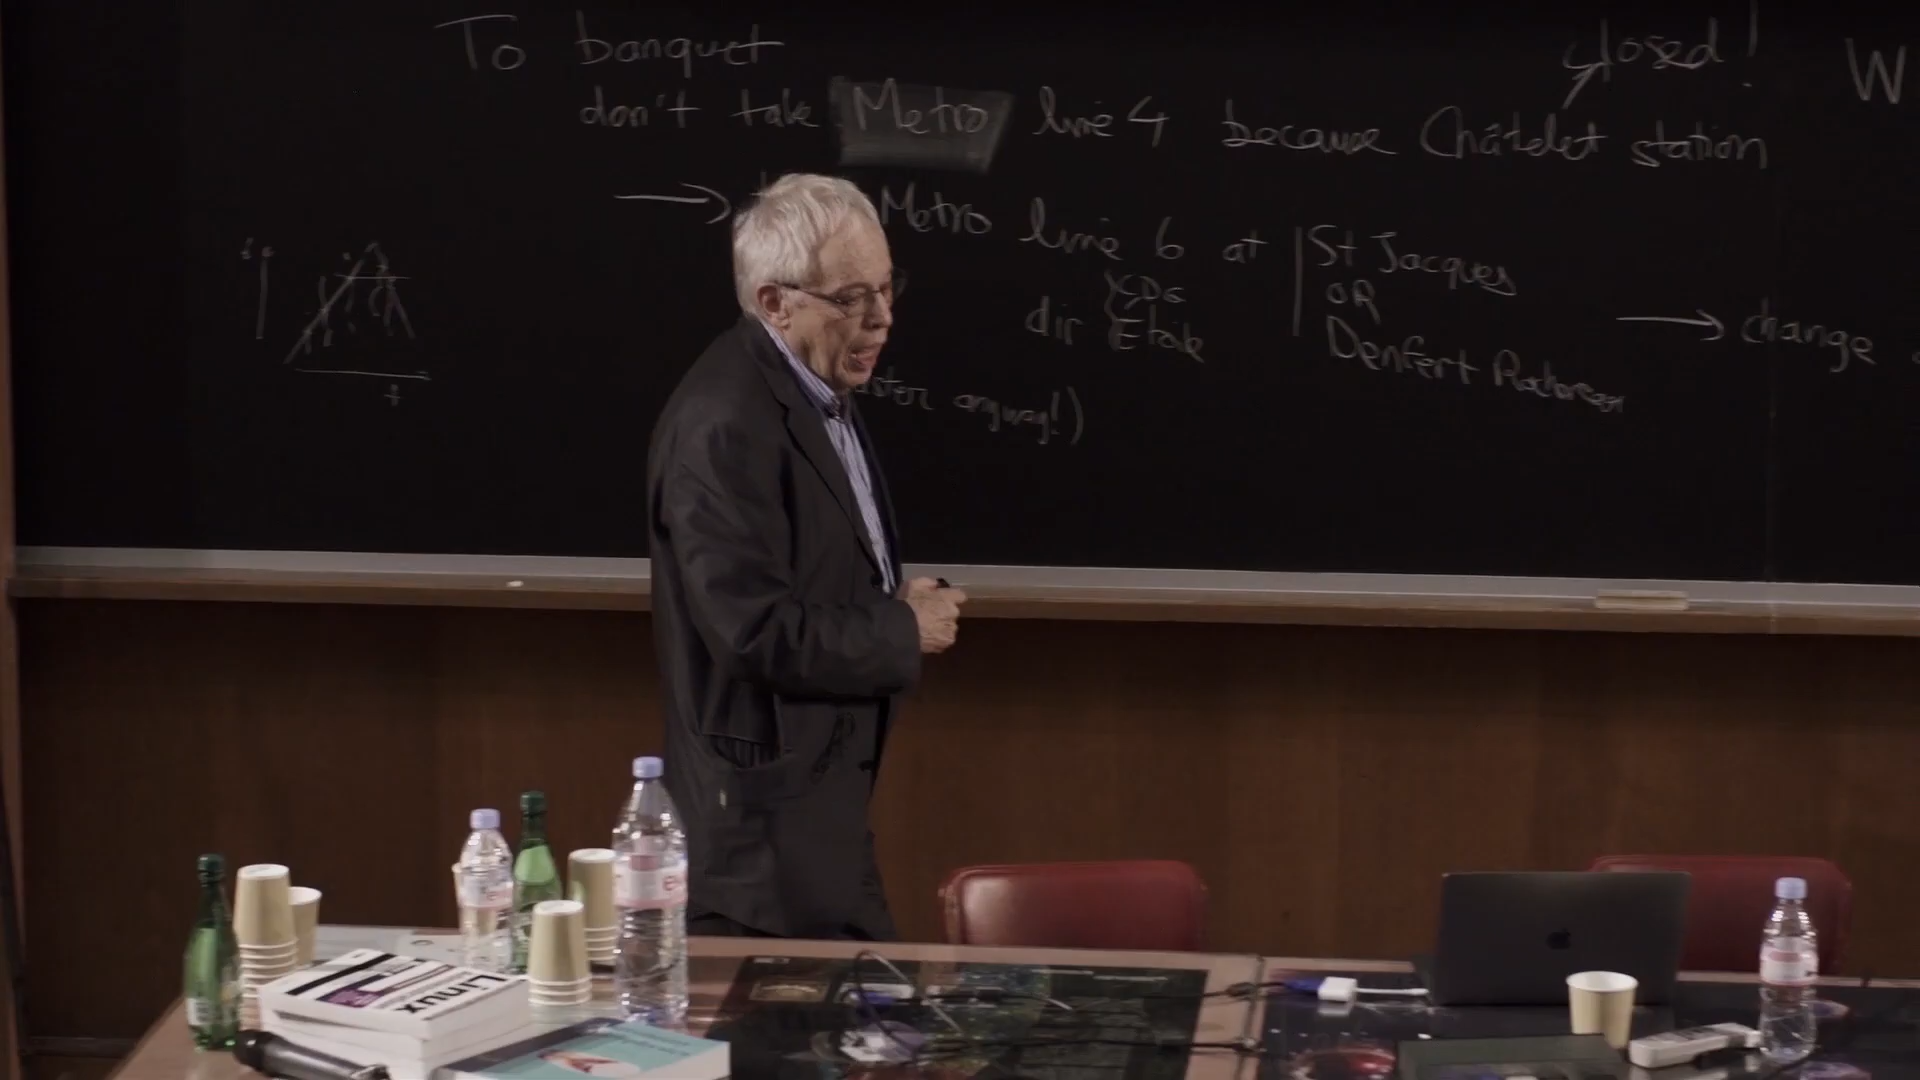 To banquet
closed!
don't take Metro line 4 because Châtelet station
W
→ Metro line 6 at | St Jacques
OR
Denfert Rochereau
dir Etoile
CDG
→ change
anyway!)
Linux